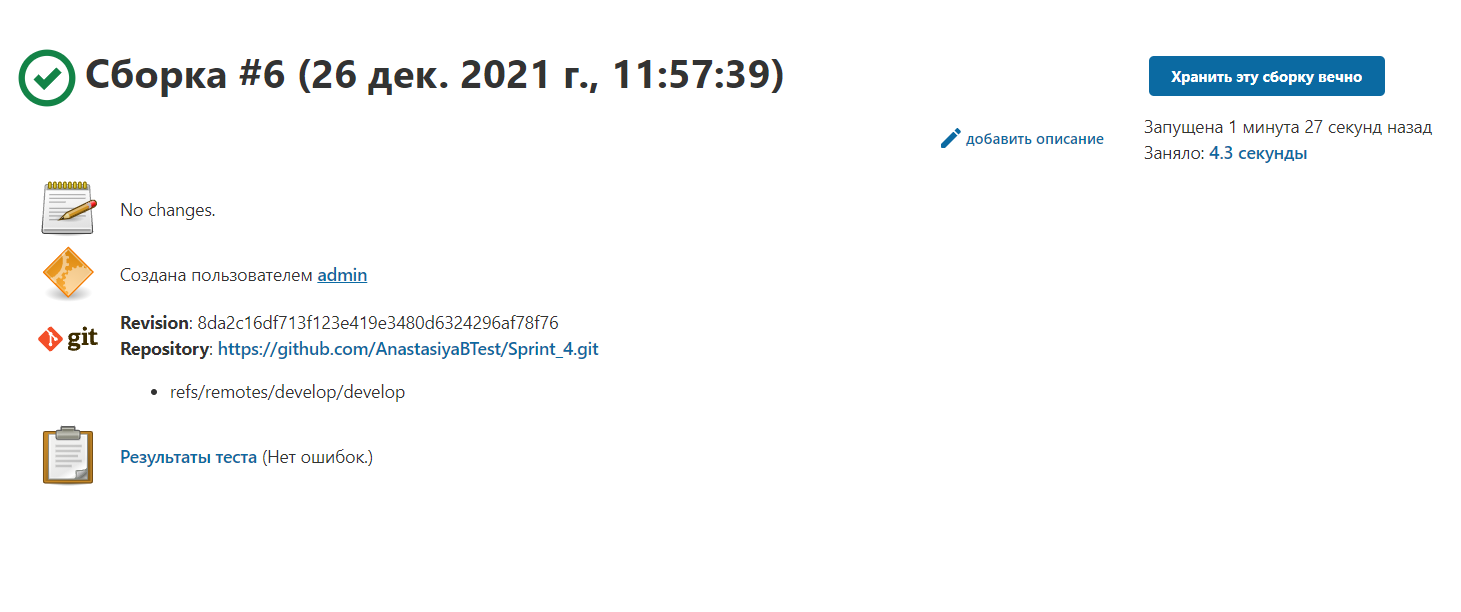 Сборка #6 (26 дек. 2021 г., 11:57:39)
Хранить эту сборку вечно
добавить описание
Запущена 1 минута 27 секунд назад
Заняло: 4.3 секунды
No changes.
Создана пользователем admin
git
Revision: 8da2c16df713f123e419e3480d6324296af78f76
Repository: https://github.com/AnastasiyaBTest/Sprint_4.git
• refs/remotes/develop/develop
Результаты теста (Нет ошибок.)